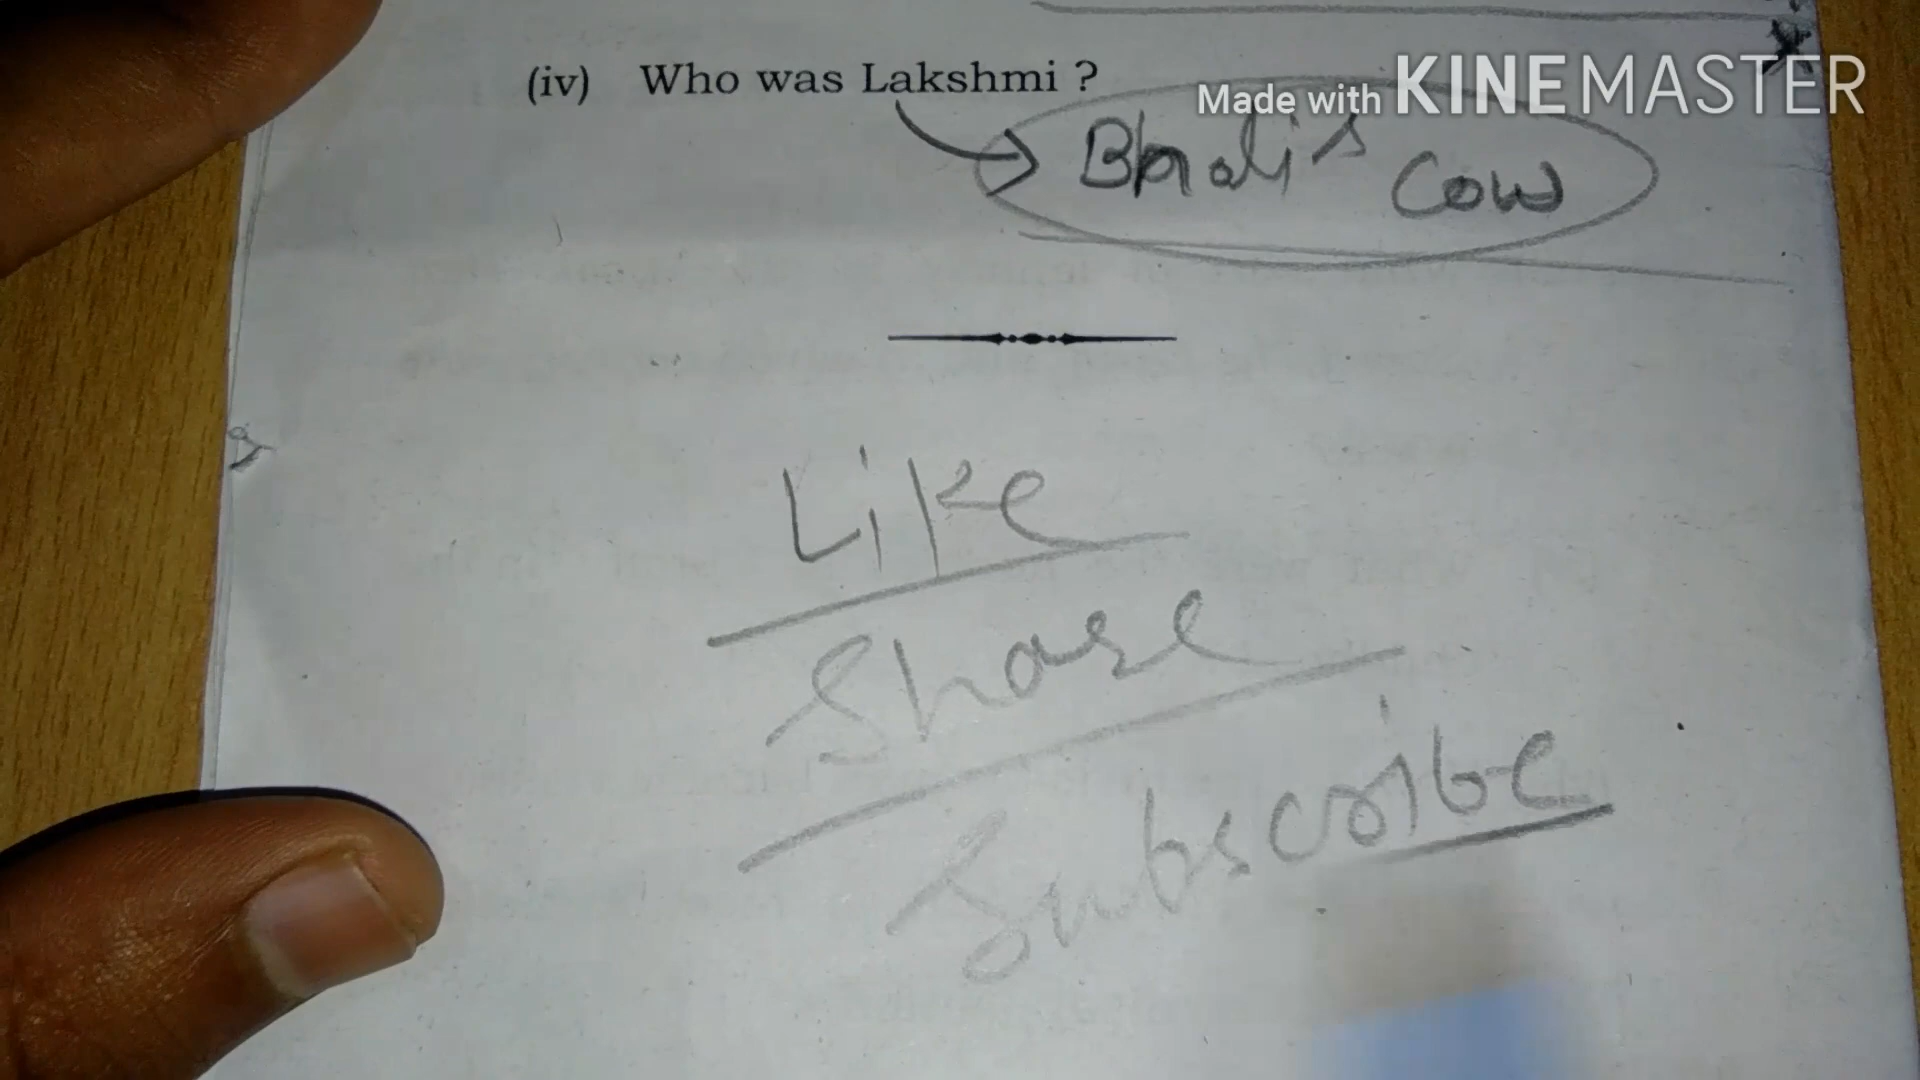 (iv) Who was Lakshmi ?
Made with KINEMASTER
Bholi's Cow
Like
Share
Subscribe